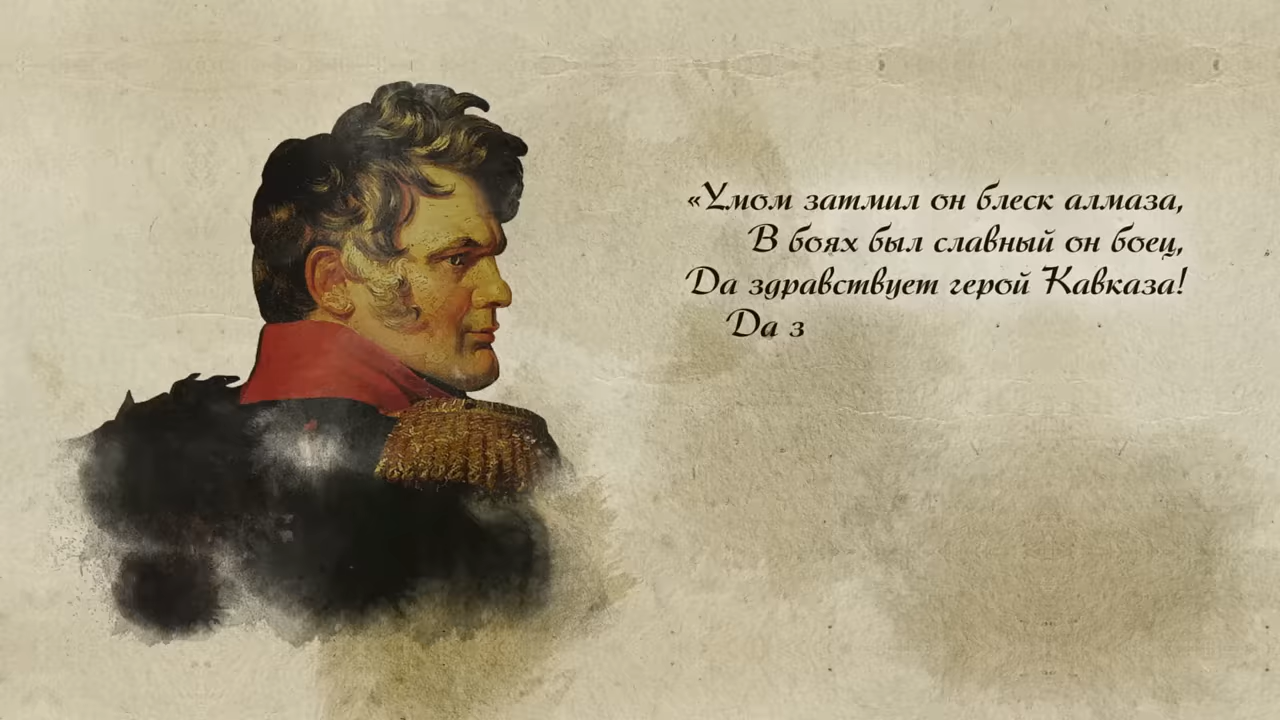 «Умом затмил он блеск алмаза,
В боях был славный он боец,
Да здравствует герой Кавказа!
Да з